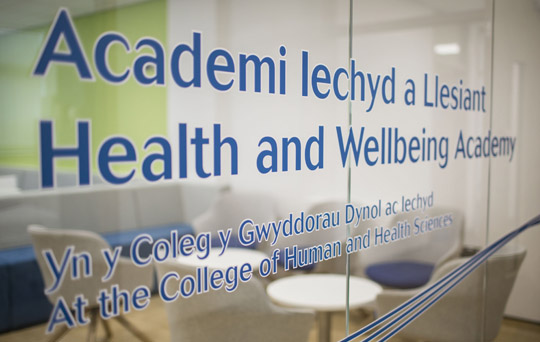 Academi Iechyd a Llesiant
Health and Wellbeing Academy
Yn y Coleg y Gwyddorau Dynol ac Iechyd
At the College of Human and Health Sciences